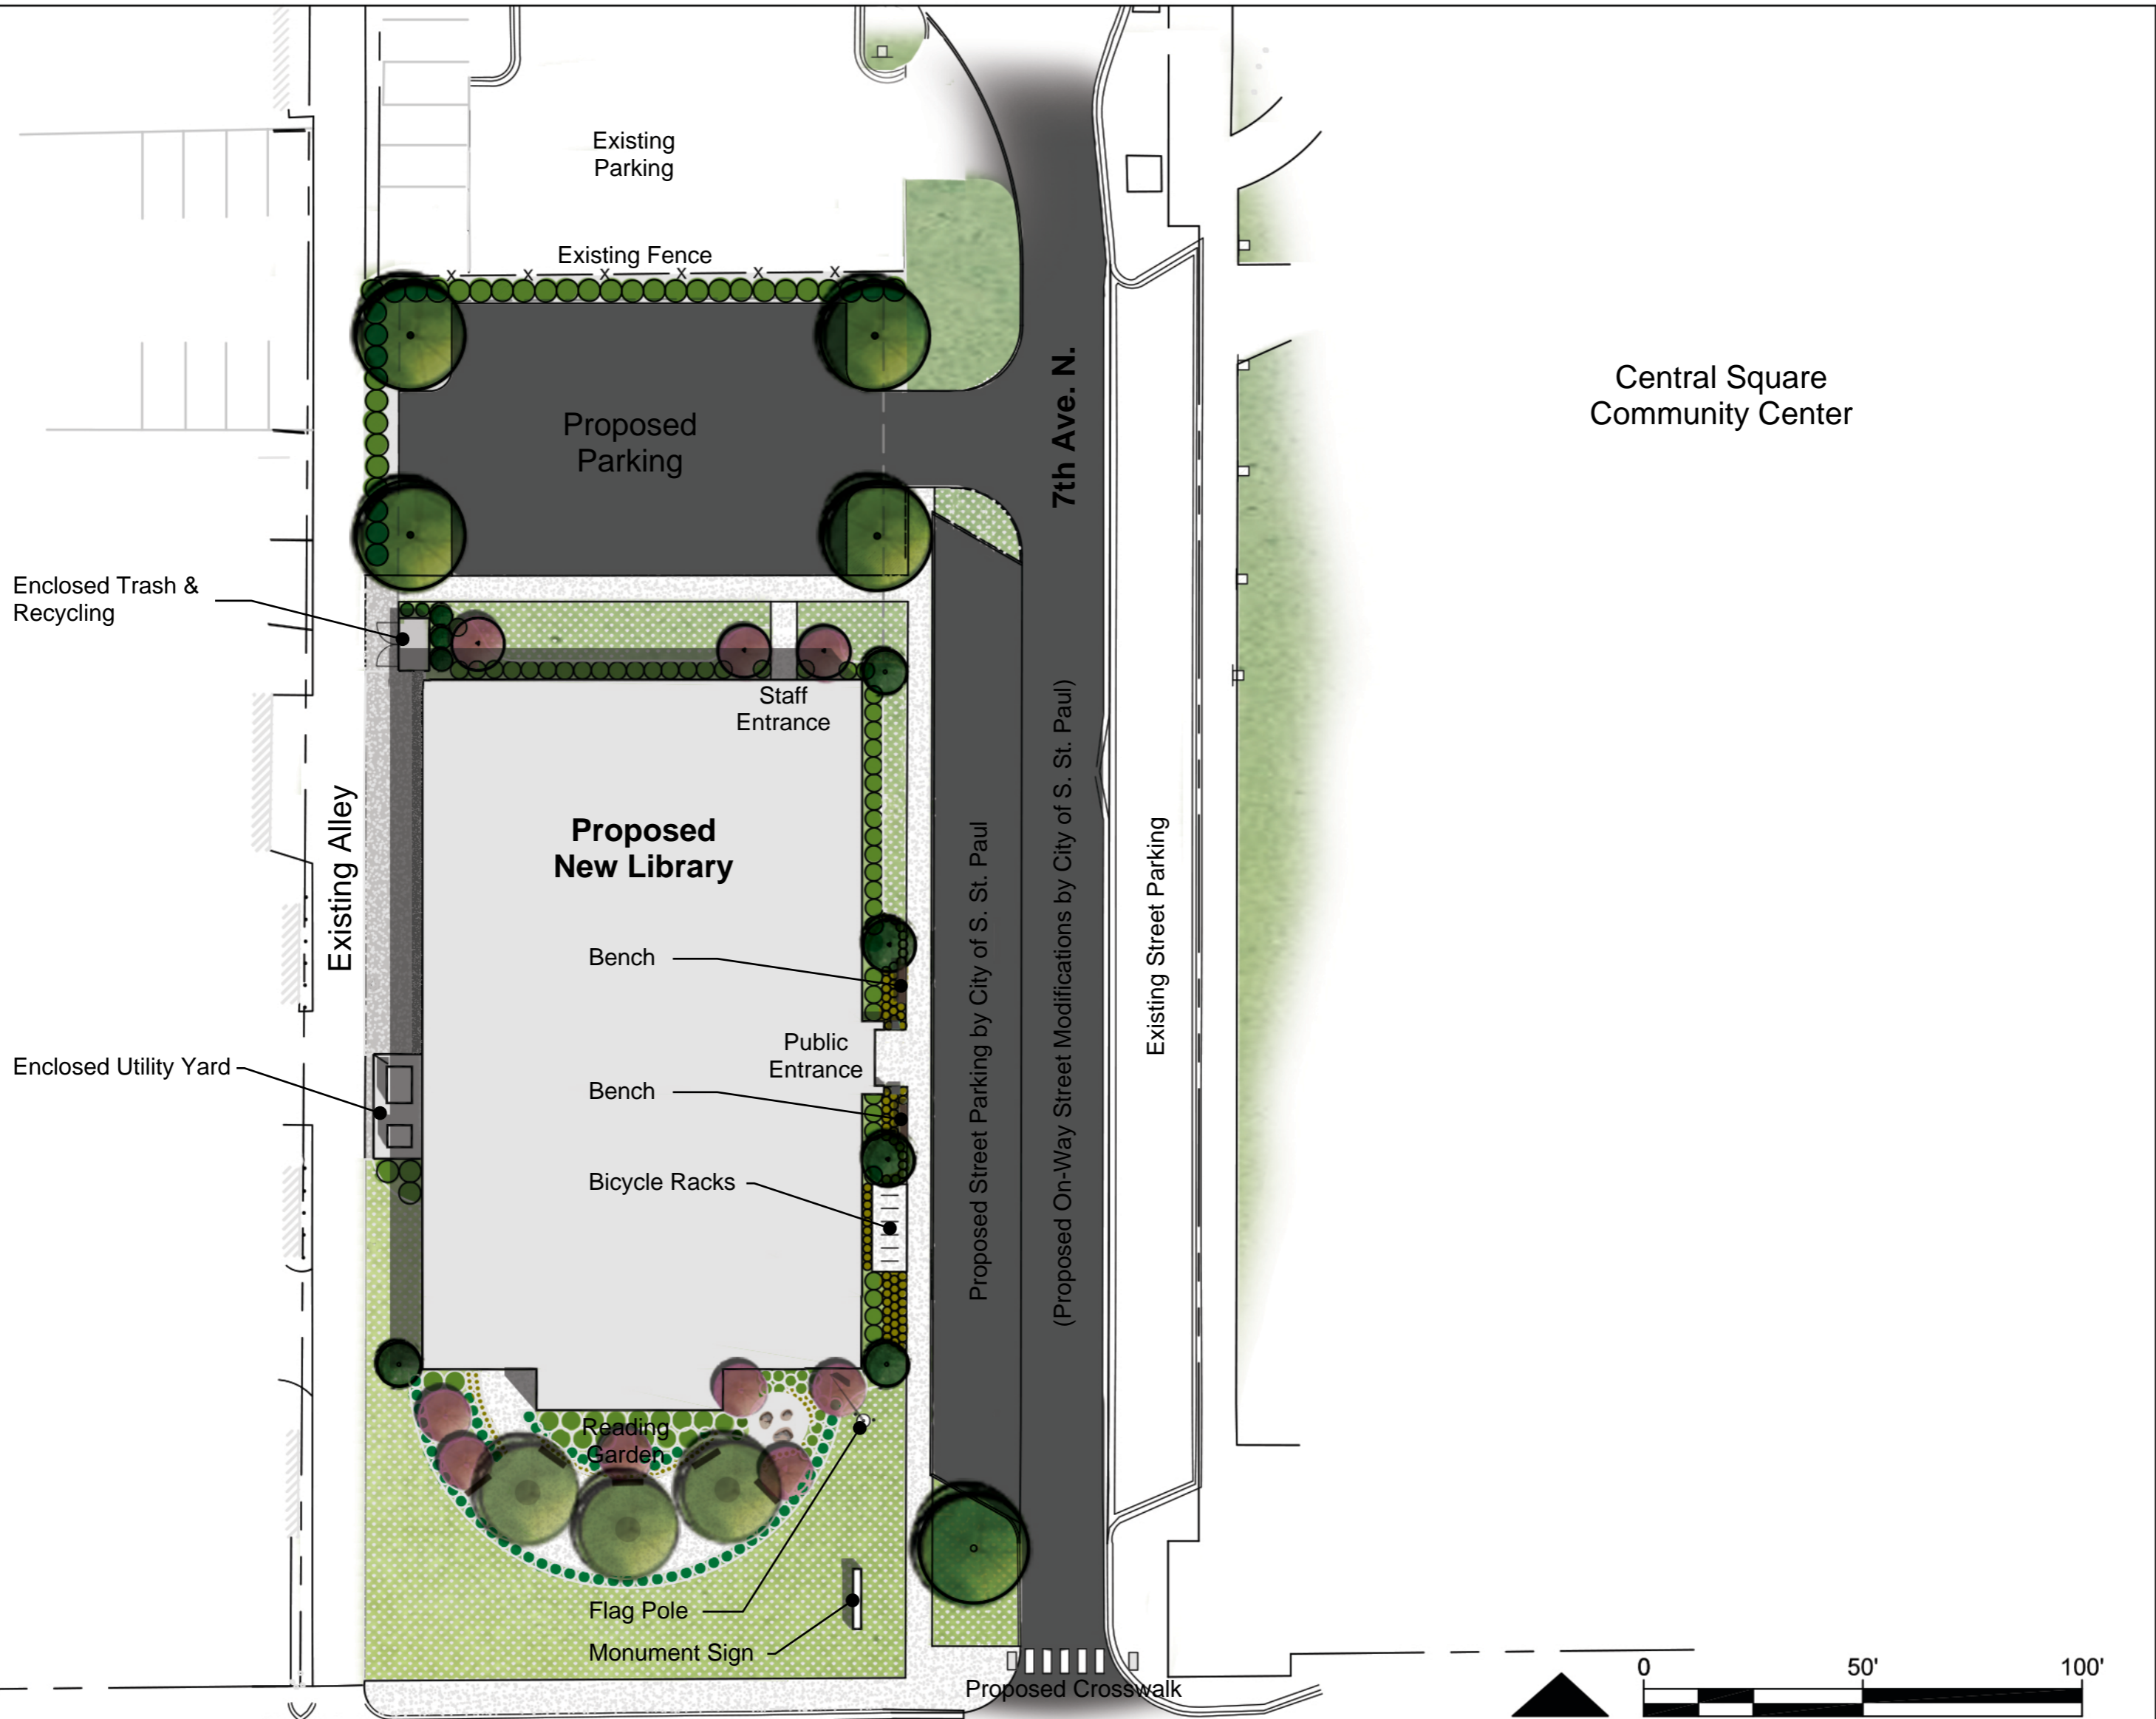 Existing
Parking
Existing Fence
x x x x x x
Central Square
Community Center
Proposed
Parking
7th Ave. N.
Enclosed Trash &
Recycling
Staff
Entrance
Proposed
New Library
Existing Alley
Bench
Public
Entrance
Enclosed Utility Yard
Bench
Bicycle Racks
Proposed Street Parking by City of S. St. Paul
(Proposed On-Way Street Modifications by City of S. St. Paul)
Existing Street Parking
Reading
Garden
Flag Pole
Monument Sign
Proposed Crosswalk
0 50' 100'